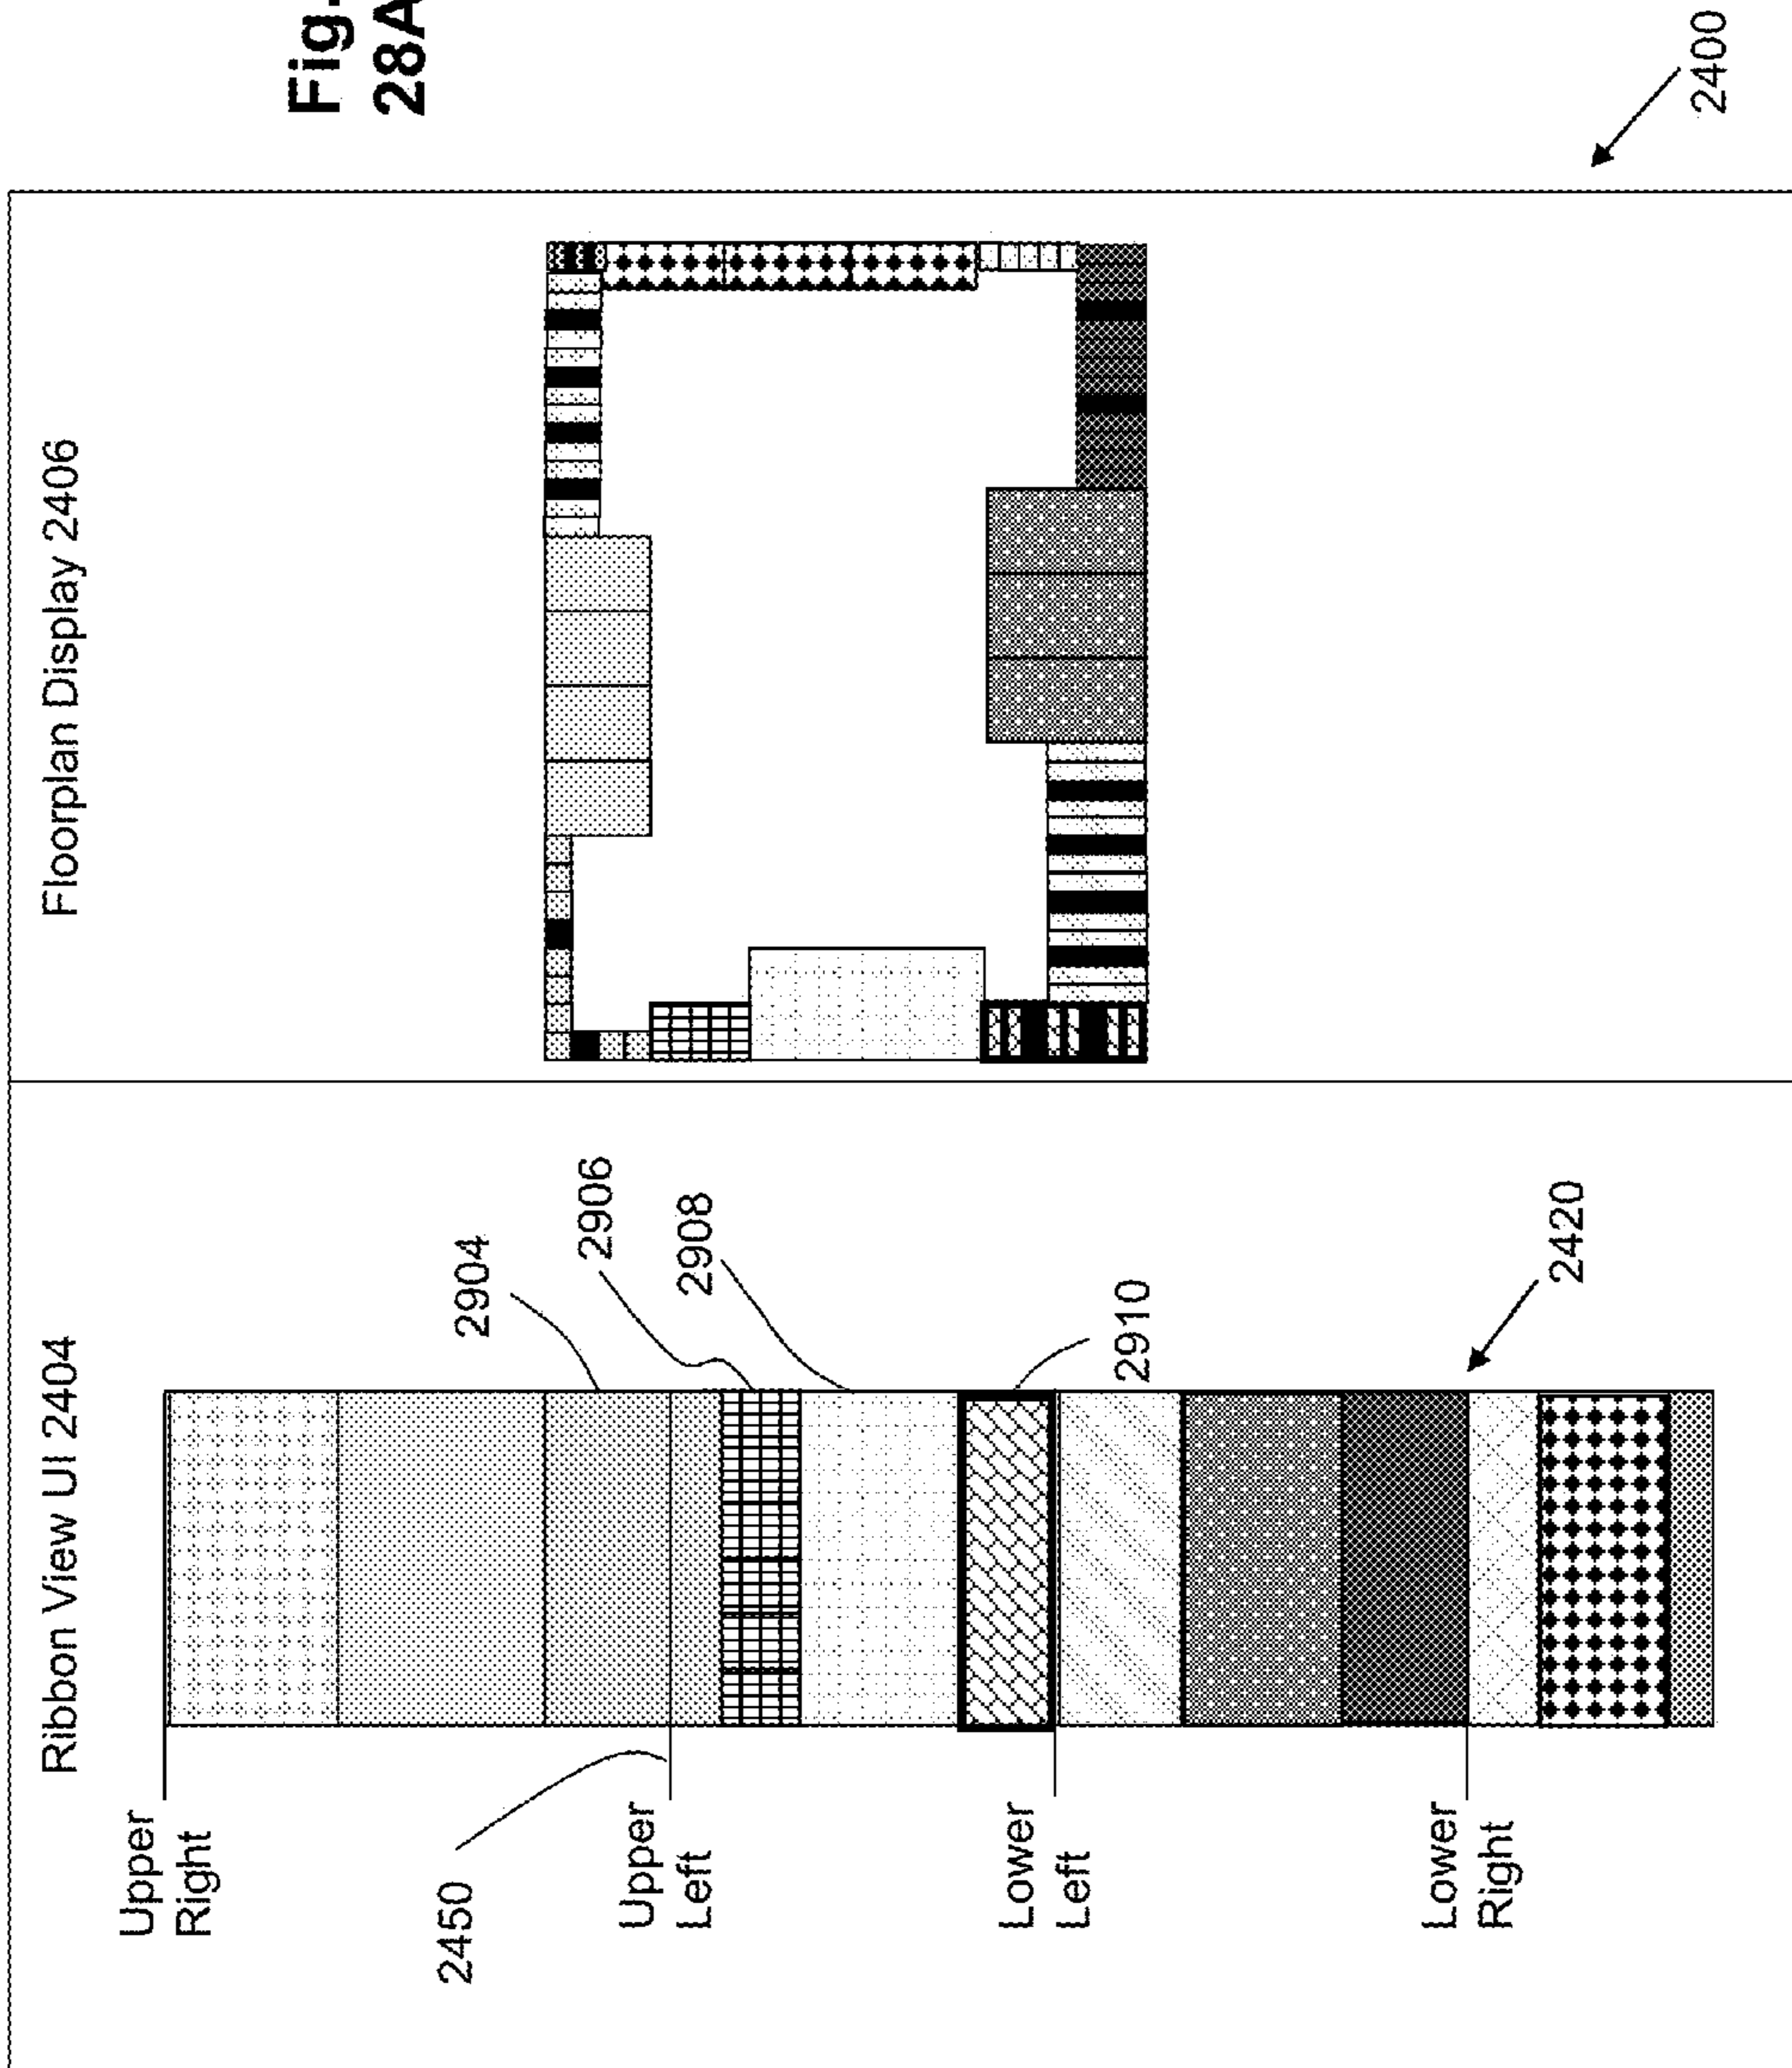 Fig.
28A
Ribbon View UI 2404
Floorplan Display 2406
Upper
Right
2450
Upper
Left
Lower
Left
Lower
Right
2904
2906
2908
2910
2420
2400